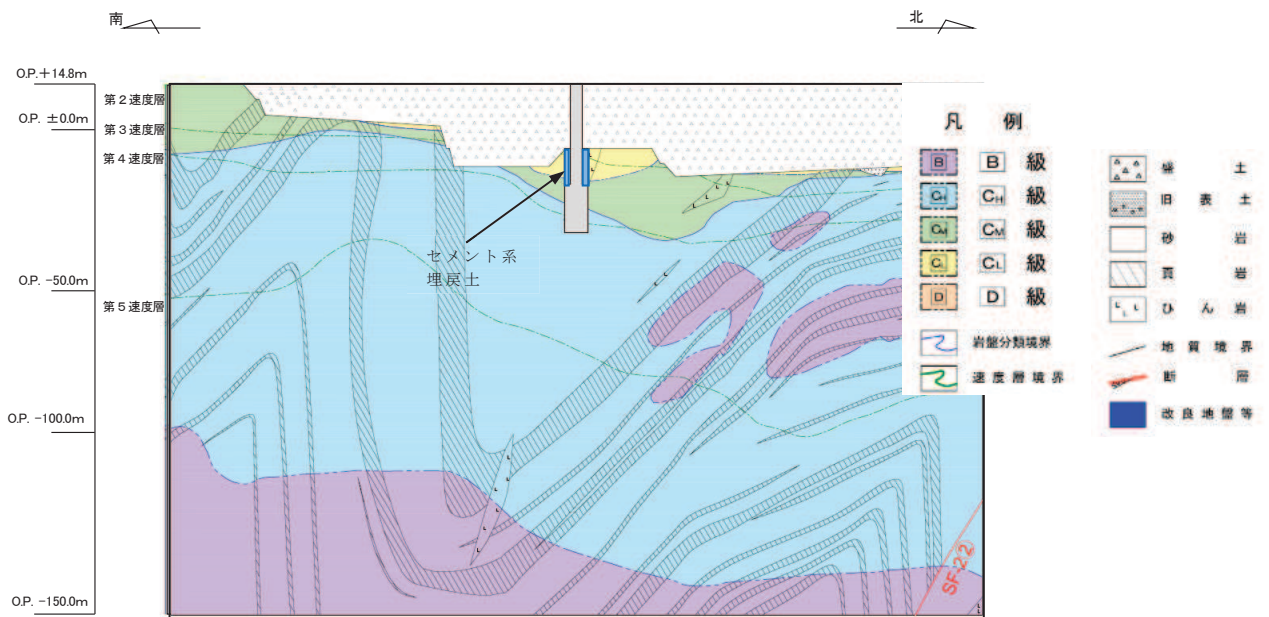 南
北
O.P.+14.8m
第2速度層
O.P. ±0.0m
第3速度層
第4速度層
セメント系
埋戻土
O.P. -50.0m
第5速度層
O.P. -100.0m
O.P. -150.0m
SF-2②
凡 例
B B 級
CH CH 級
CM CM 級
CL CL 級
D D 級
岩盤分類境界
速度層境界
盛 土
旧表土
砂 岩
頁 岩
ひん岩
地質境界
断 層
改良地盤等